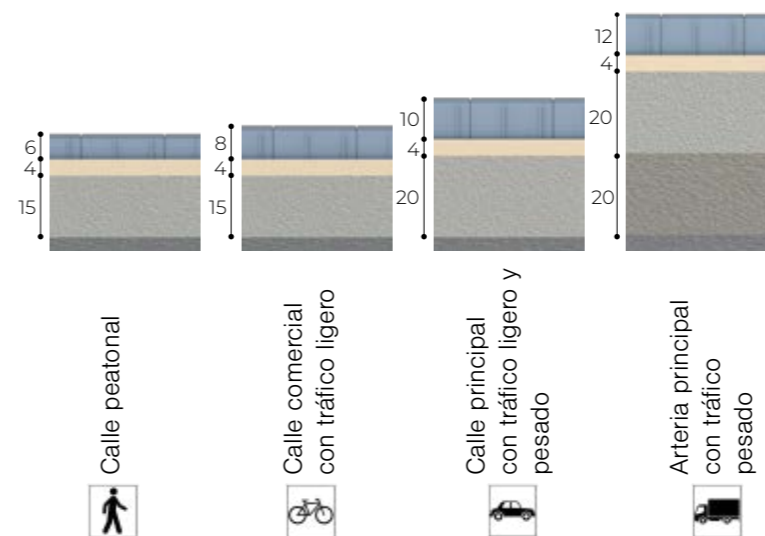 6
4
15
8
4
15
10
4
20
12
4
20
20
Calle peatonal
Calle comercial
con tráfico ligero
Calle principal
con tráfico ligero y
pesado
Arteria principal
con tráfico
pesado